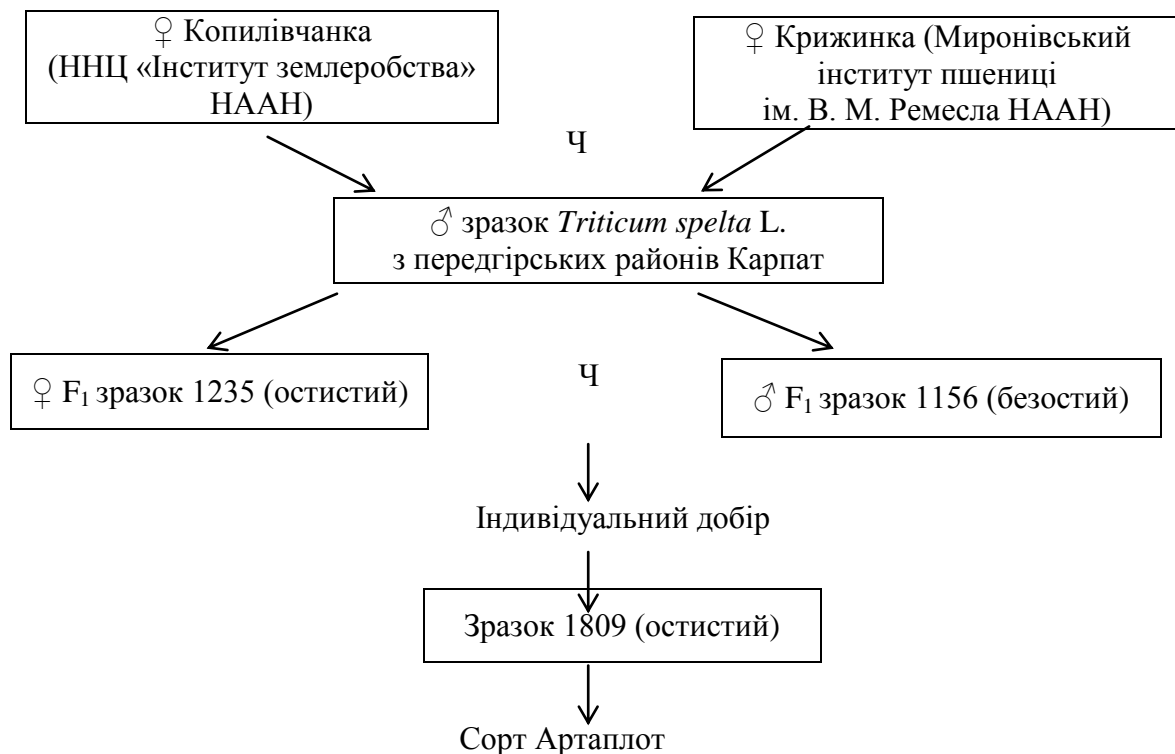 ♀ Копилівчанка
(ННЦ «Інститут землеробства»
НААН)
♀ Крижинка (Миронівський
інститут пшениці
ім. В. М. Ремесла НААН)
Ч
♂ зразок Triticum spelta L.
з передгірських районів Карпат
♀ F₁ зразок 1235 (остистий)
Ч
♂ F₁ зразок 1156 (безостий)
Індивідуальний добір
Зразок 1809 (остистий)
Сорт Артаплот